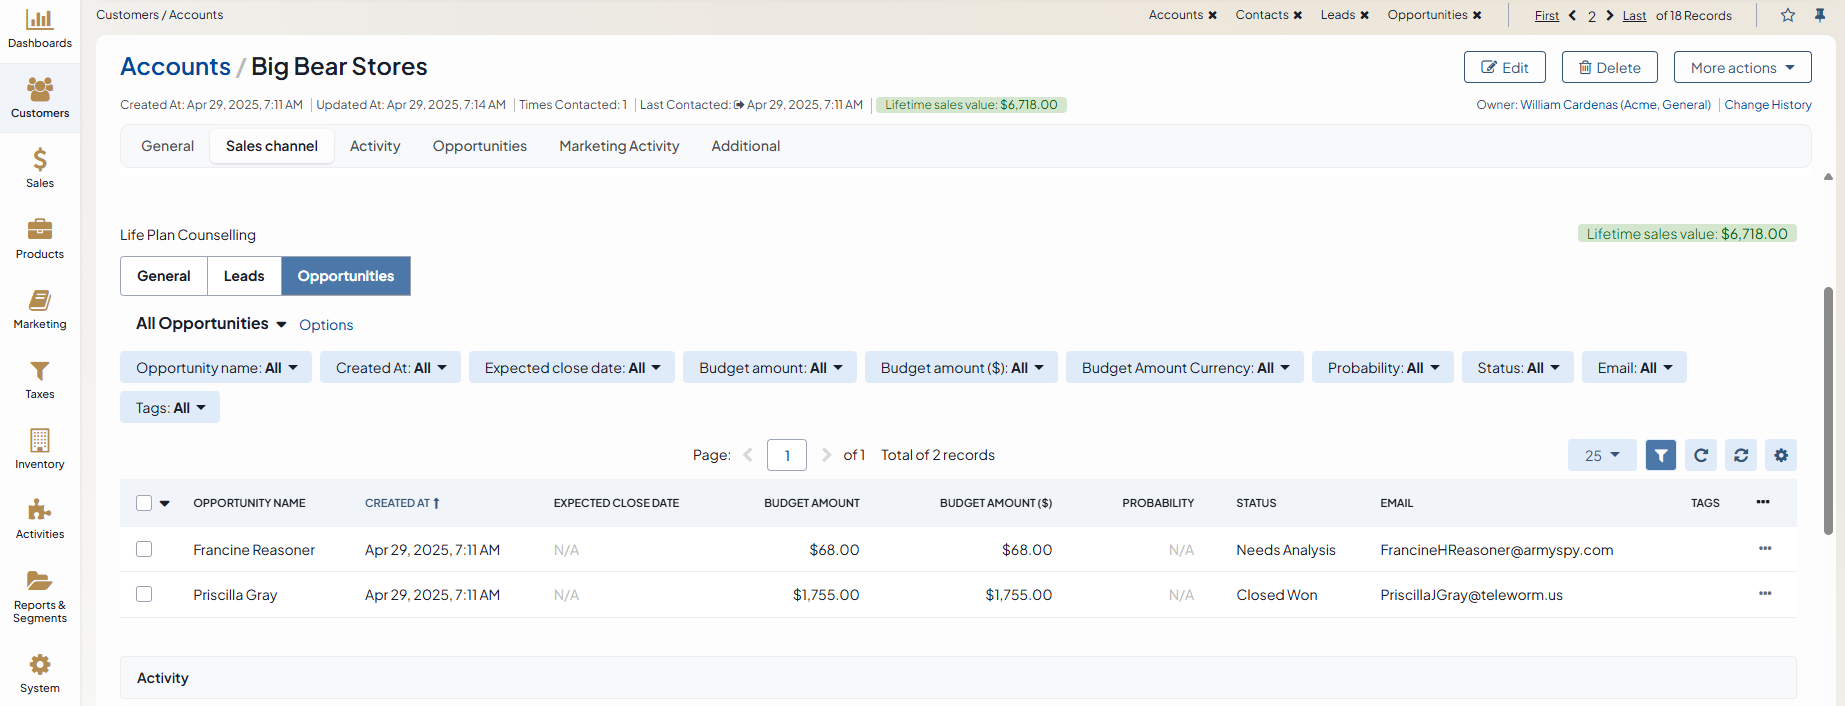 Dashboards
Customers
Sales
Products
Marketing
Taxes
Inventory
Activities
Reports &
Segments
System
Customers / Accounts
Accounts ✖ Contacts ✖ Leads ✖ Opportunities ✖
First 2 Last of 18 Records
Accounts / Big Bear Stores
Edit Delete More actions
Created At: Apr 29, 2025, 7:11 AM Updated At: Apr 29, 2025, 7:14 AM Times Contacted: 1 Last Contacted: Apr 29, 2025, 7:11 AM Lifetime sales value: $6,718.00
Owner: William Cardenas (Acme, General) Change History
General Sales channel Activity Opportunities Marketing Activity Additional
Life Plan Counselling
Lifetime sales value: $6,718.00
General Leads Opportunities
All Opportunities Options
Opportunity name: All Created At: All Expected close date: All Budget amount: All Budget amount ($): All Budget Amount Currency: All Probability: All Status: All Email: All
Tags: All
Page: 1 of 1 Total of 2 records 25
OPPORTUNITY NAME CREATED AT EXPECTED CLOSE DATE BUDGET AMOUNT BUDGET AMOUNT ($) PROBABILITY STATUS EMAIL TAGS
Francine Reasoner Apr 29, 2025, 7:11 AM N/A $68.00 $68.00 N/A Needs Analysis FrancineHReasoner@armyspy.com
Priscilla Gray Apr 29, 2025, 7:11 AM N/A $1,755.00 $1,755.00 N/A Closed Won PriscillaJGray@teleworm.us
Activity